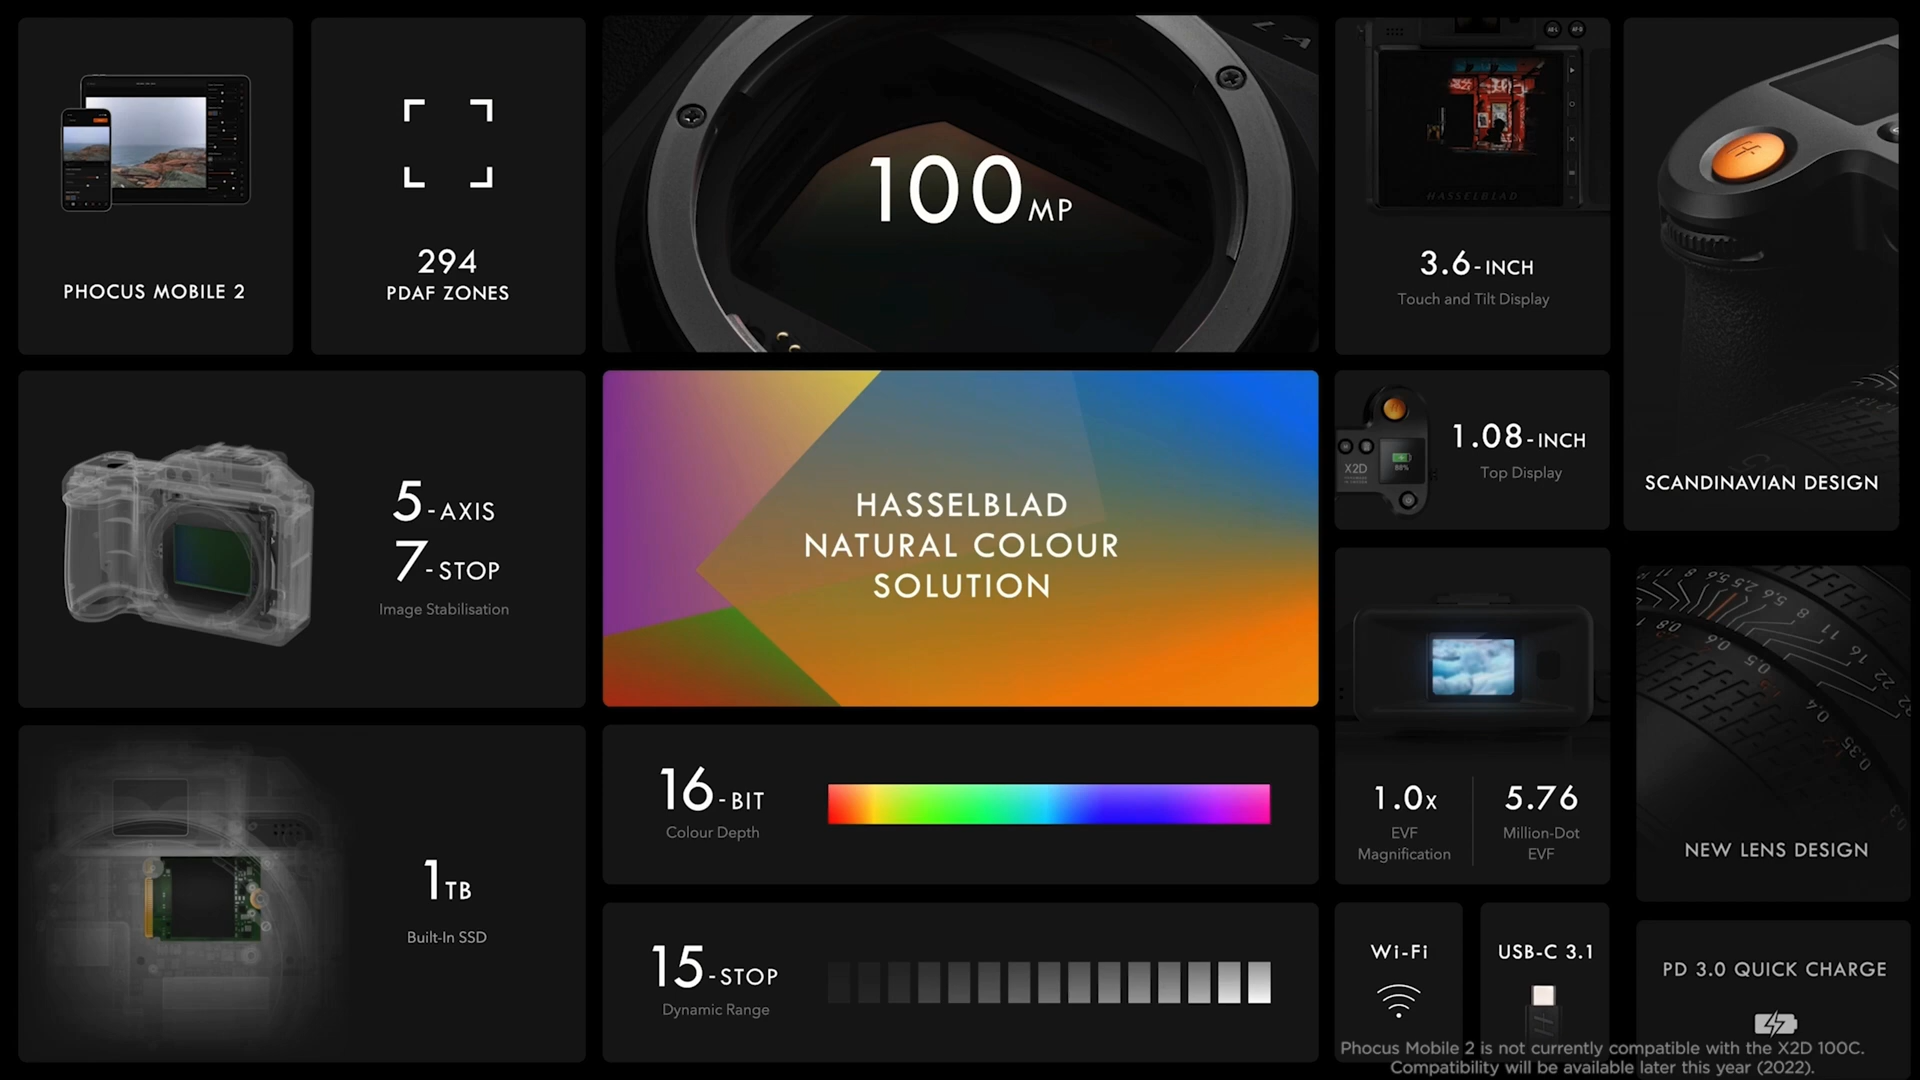 PHOCUS MOBILE 2
294
PDAF ZONES
100MP
HASSELBLAD
3.6-INCH
Touch and Tilt Display
SCANDINAVIAN DESIGN
5-AXIS
7-STOP
Image Stabilisation
HASSELBLAD
NATURAL COLOUR
SOLUTION
X2D
88%
1.08-INCH
Top Display
1.0x
EVF
Magnification
5.76
Million-Dot
EVF
NEW LENS DESIGN
1TB
Built-In SSD
16-BIT
Colour Depth
15-STOP
Dynamic Range
Wi-Fi
USB-C 3.1
PD 3.0 QUICK CHARGE
Phocus Mobile 2 is not currently compatible with the X2D 100C.
Compatibility will be available later this year (2022).